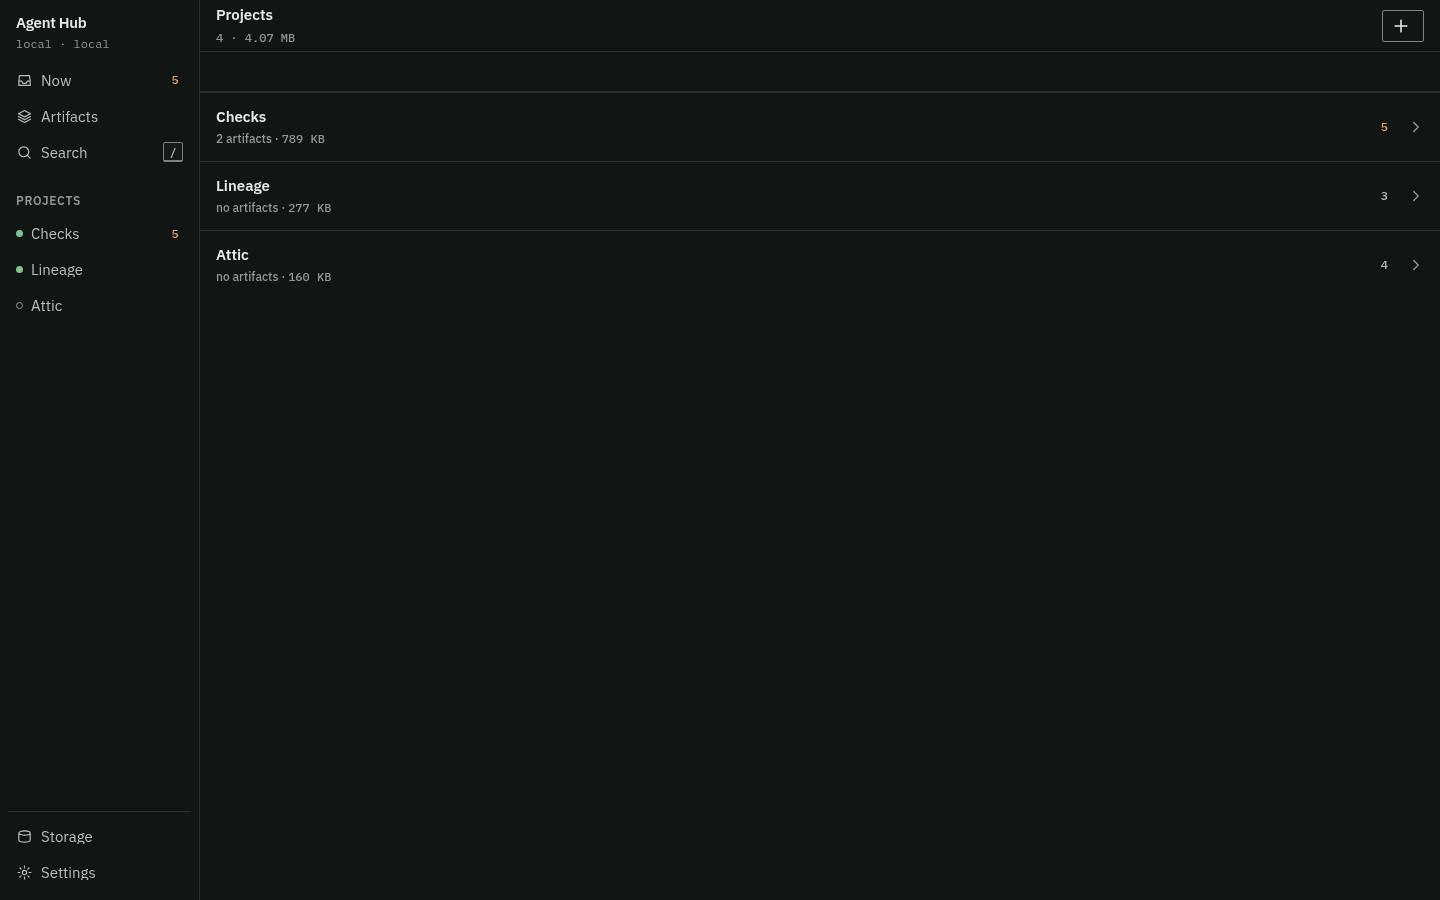 Agent Hub
local · local
Now 5
Artifacts
Search /
PROJECTS
Checks 5
Lineage
Attic
Storage
Settings
Projects
4 · 4.07 MB
Checks
2 artifacts · 789 KB
5
Lineage
no artifacts · 277 KB
3
Attic
no artifacts · 160 KB
4